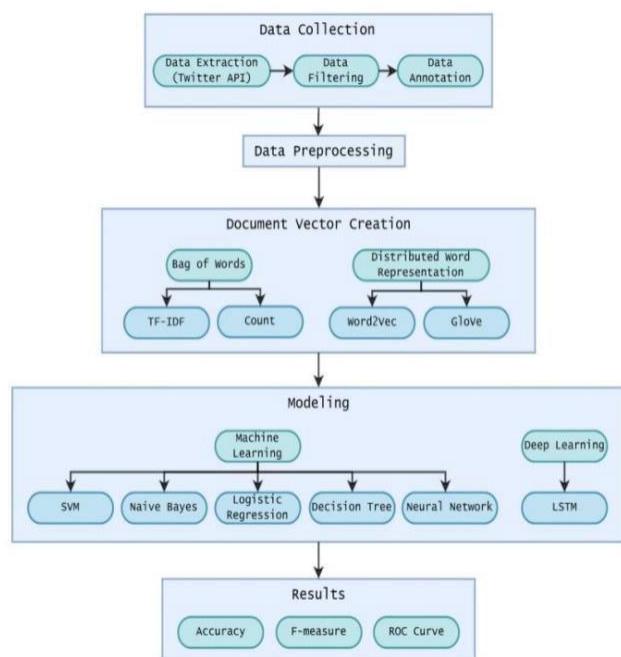 Data Collection
Data Extraction
(Twitter API)
Data
Filtering
Data
Annotation
Data Preprocessing
Document Vector Creation
Bag of Words
Distributed Word
Representation
TF-IDF
Count
Word2Vec
GloVe
Modeling
Machine
Learning
Deep Learning
SVM
Naive Bayes
Logistic
Regression
Decision Tree
Neural Network
LSTM
Results
Accuracy
F-measure
ROC Curve